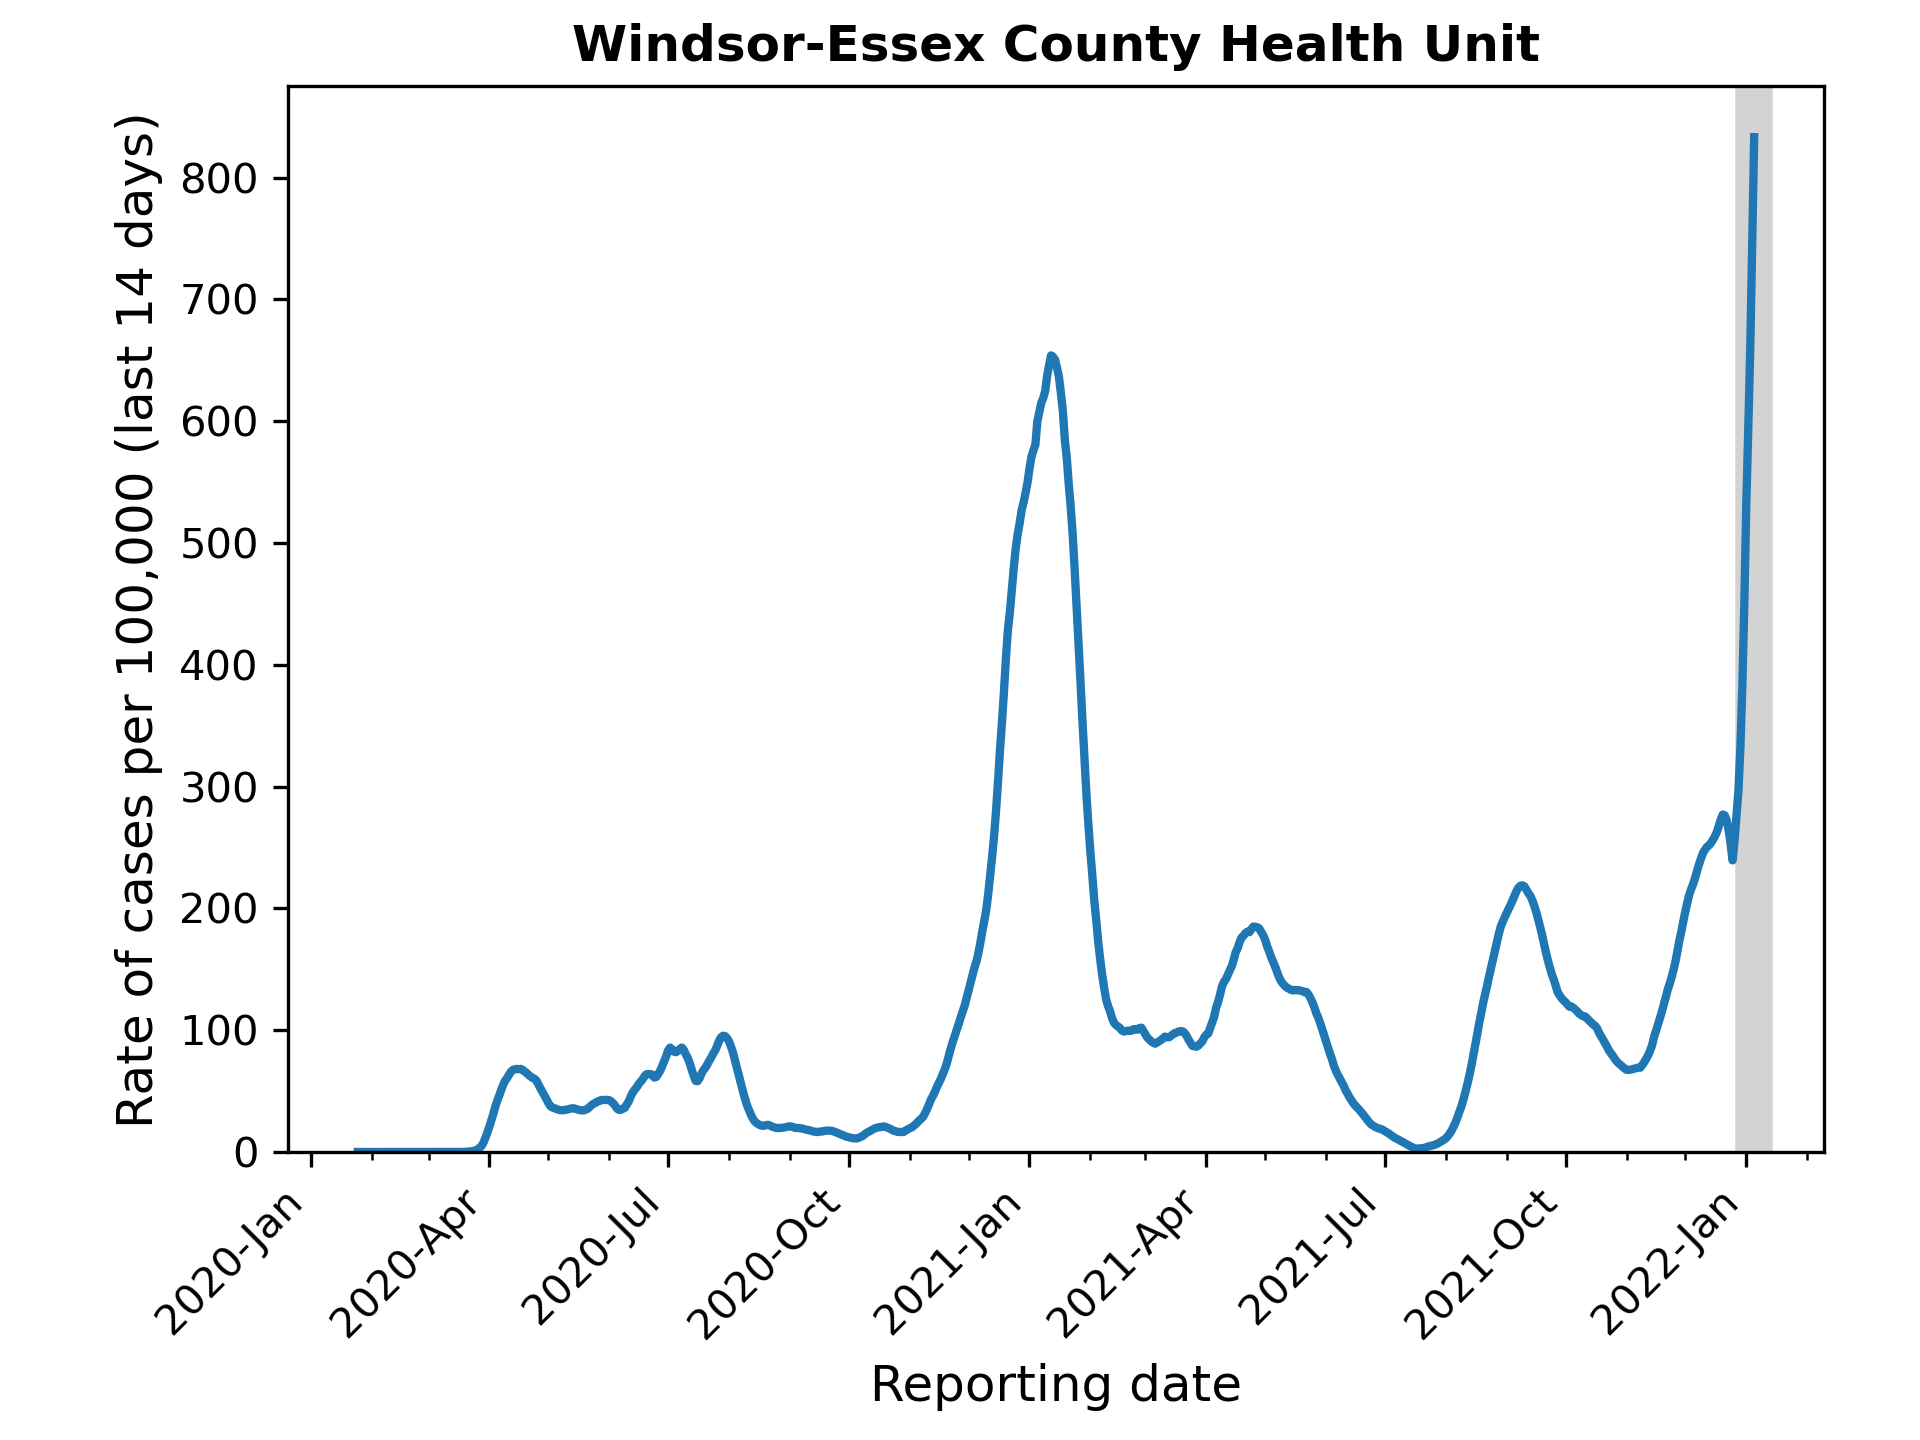 Windsor-Essex County Health Unit
Rate of cases per 100,000 (last 14 days)
800
700
600
500
400
300
200
100
0
2020-Jan
2020-Apr
2020-Jul
2020-Oct
2021-Jan
2021-Apr
2021-Jul
2021-Oct
2022-Jan
Reporting date